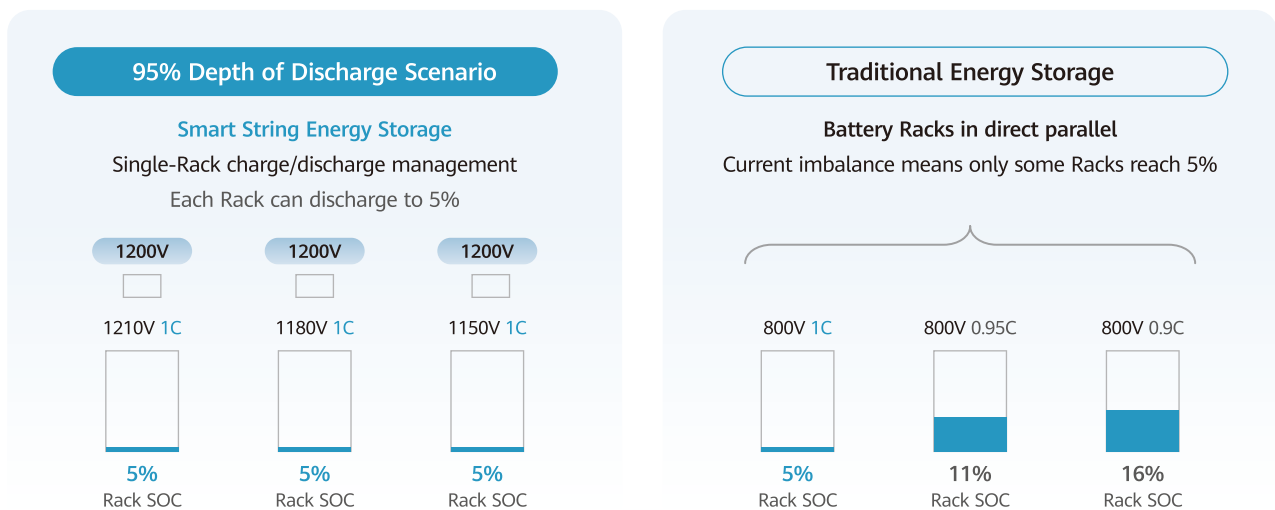 95% Depth of Discharge Scenario
Smart String Energy Storage
Single-Rack charge/discharge management
Each Rack can discharge to 5%
1200V 1200V 1200V
1210V 1C 1180V 1C 1150V 1C
5% 5% 5%
Rack SOC Rack SOC Rack SOC
Traditional Energy Storage
Battery Racks in direct parallel
Current imbalance means only some Racks reach 5%
800V 1C 800V 0.95C 800V 0.9C
5% 11% 16%
Rack SOC Rack SOC Rack SOC